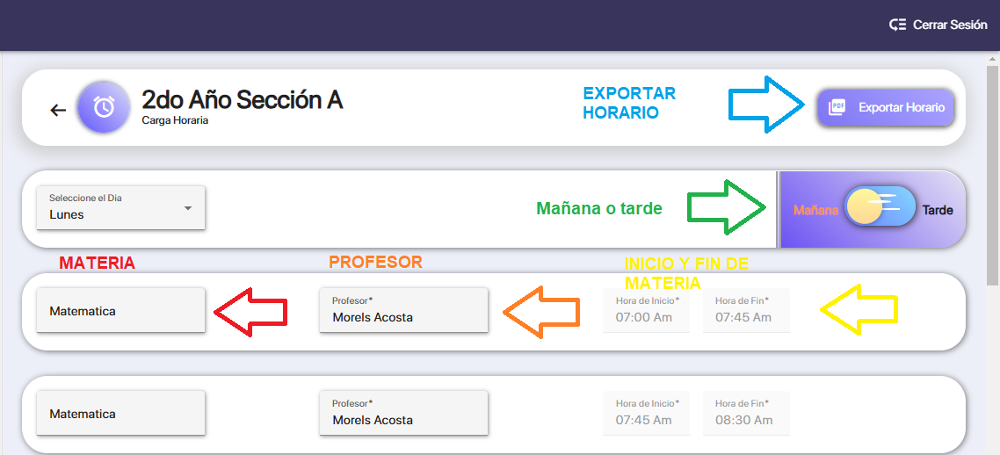 Cerrar Sesión
2do Año Sección A
Carga Horaria
EXPORTAR
HORARIO
PDF
Exportar Horario
Seleccione el Dia
Lunes
Mañana o tarde
Mañana
Tarde
MATERIA
PROFESOR
INICIO Y FIN DE
MATERIA
Matematica
Profesor*
Morels Acosta
Hora de Inicio*
07:00 Am
Hora de Fin*
07:45 Am
Matematica
Profesor*
Morels Acosta
Hora de Inicio*
07:45 Am
Hora de Fin*
08:30 Am